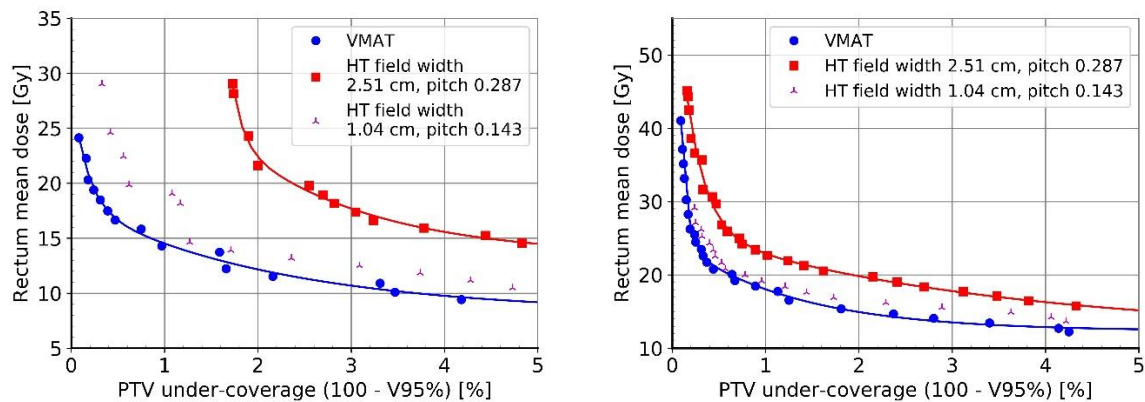 35
30
25
20
15
10
5
Rectum mean dose [Gy]
VMAT
HT field width
2.51 cm, pitch 0.287
HT field width
1.04 cm, pitch 0.143
0
1
2
3
4
5
PTV under-coverage (100 - V95%) [%]
50
40
30
20
10
Rectum mean dose [Gy]
VMAT
HT field width 2.51 cm, pitch 0.287
HT field width 1.04 cm, pitch 0.143
0
1
2
3
4
5
PTV under-coverage (100 - V95%) [%]